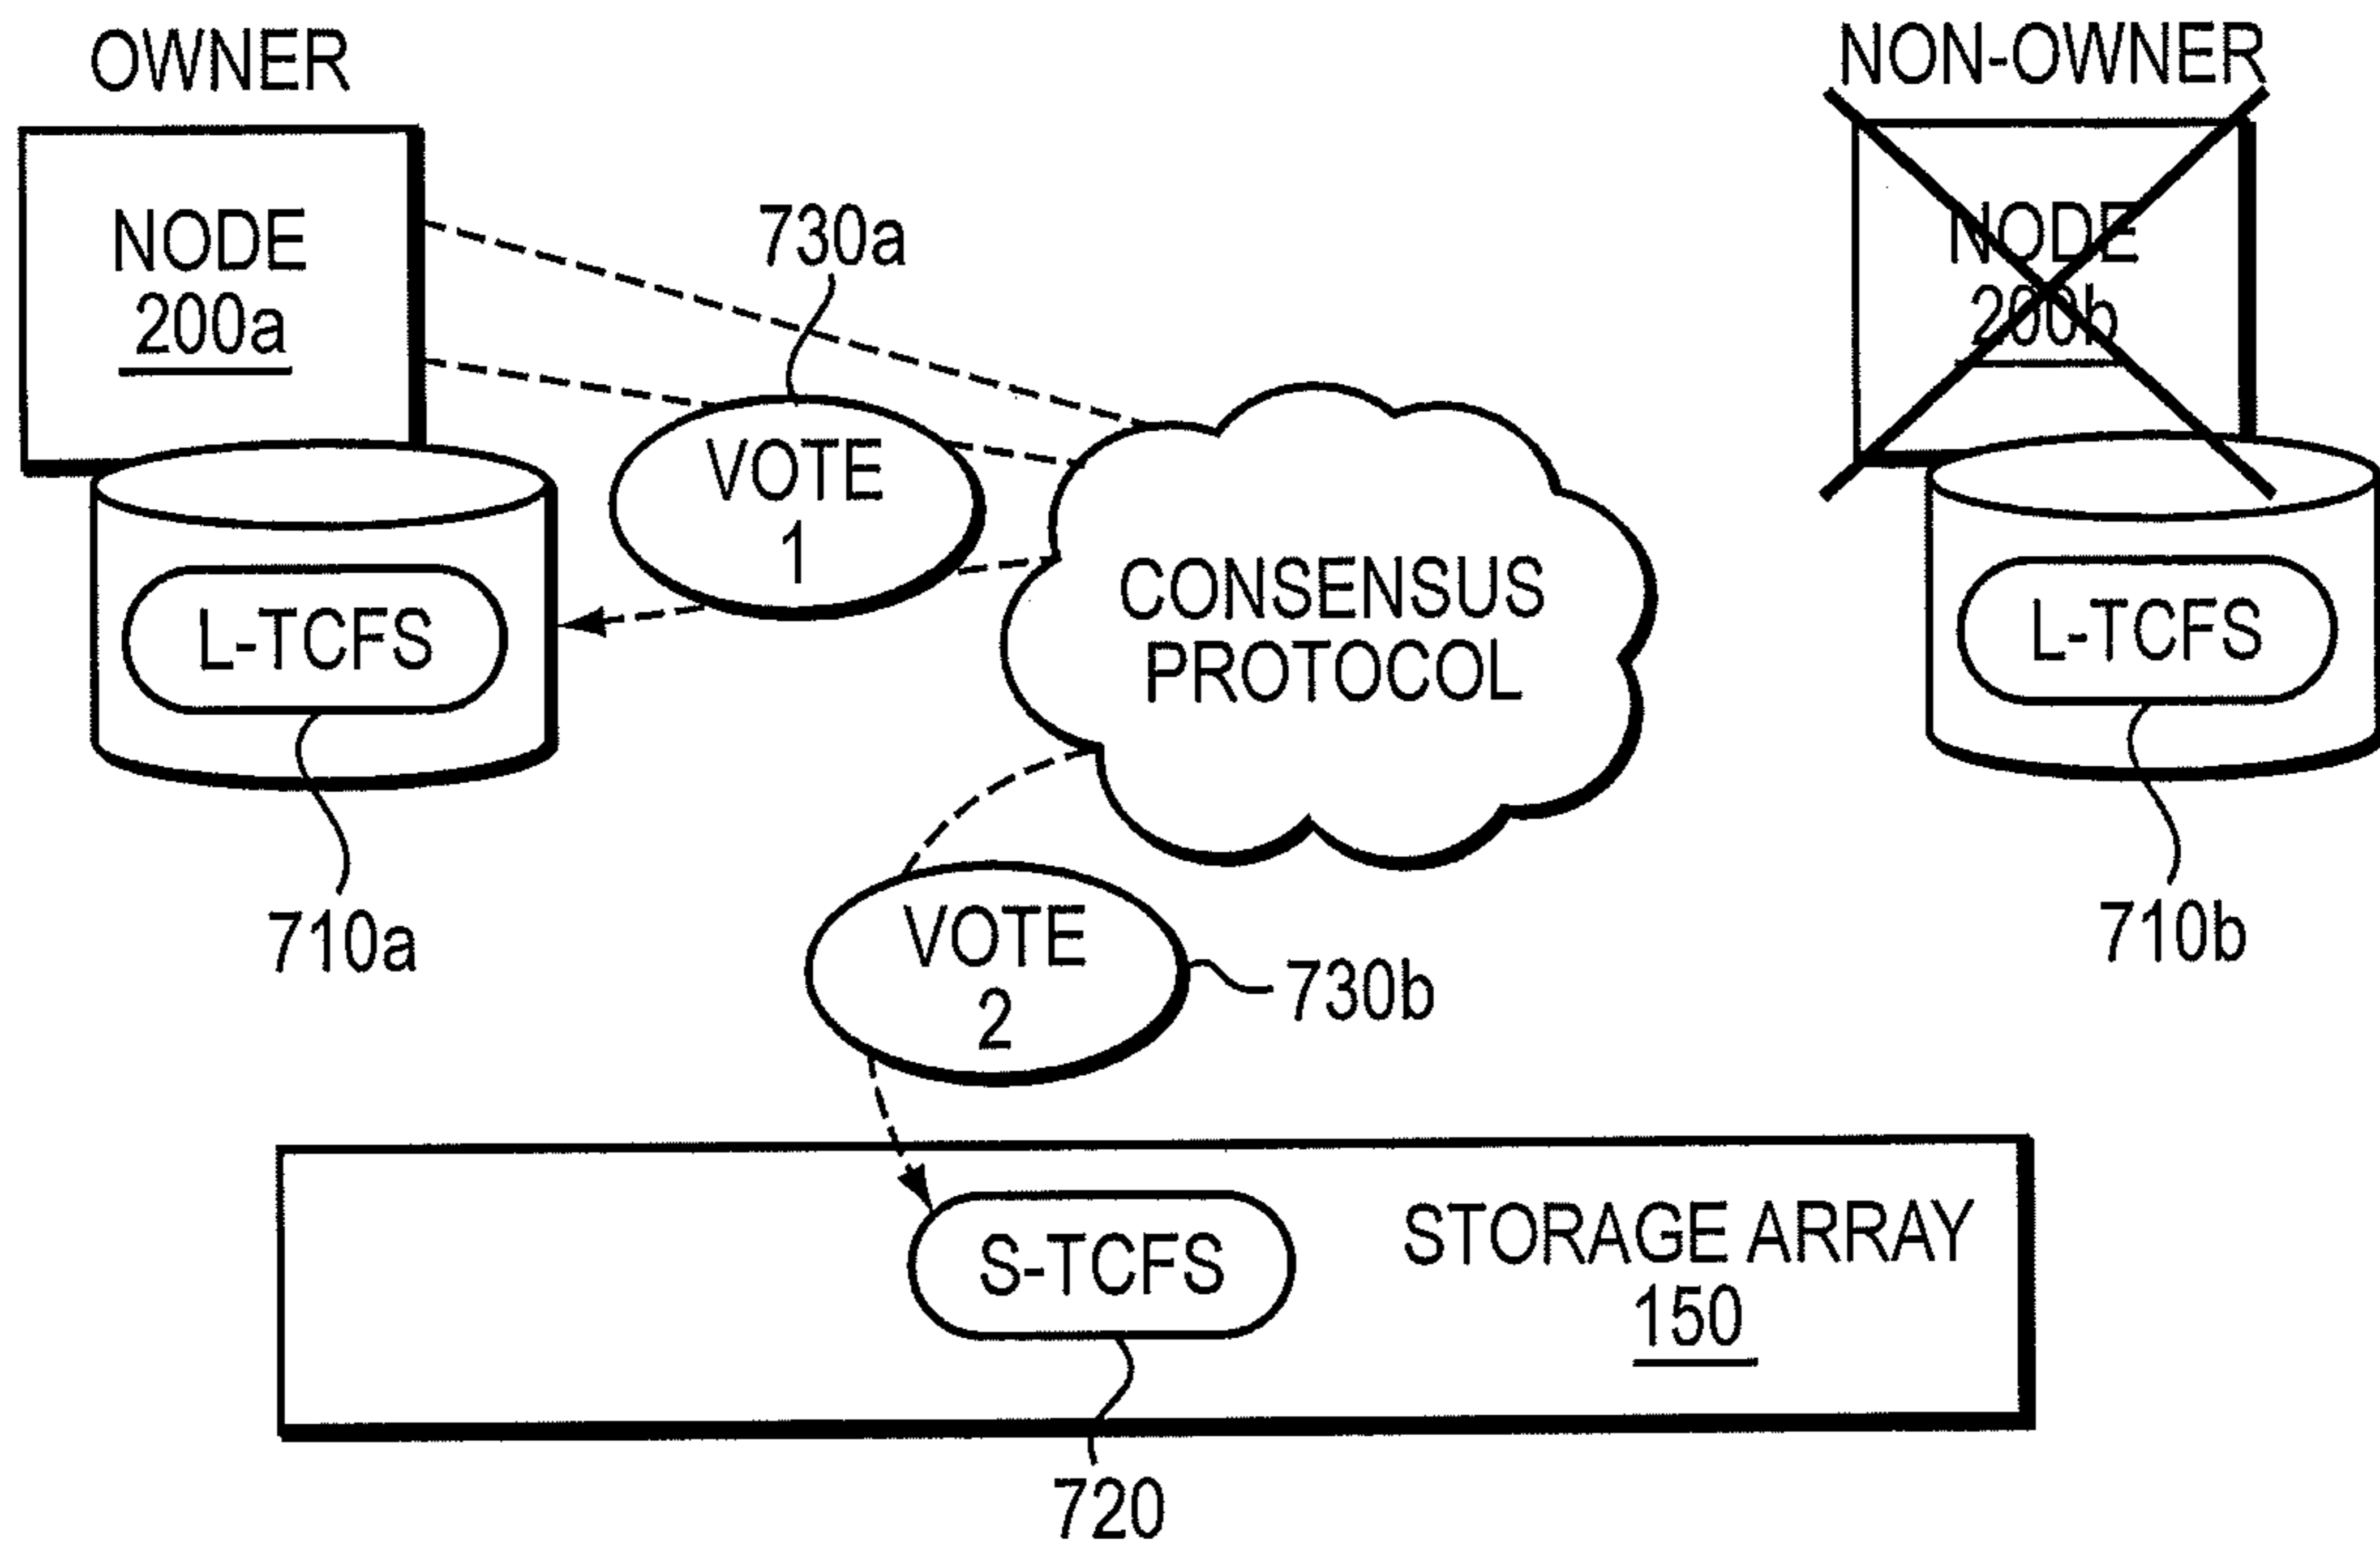 OWNER
NON-OWNER
NODE
200a
730a
NODE
200b
VOTE
1
CONSENSUS
PROTOCOL
L-TCFS
L-TCFS
710a
VOTE
2
730b
710b
S-TCFS
STORAGE ARRAY
150
720